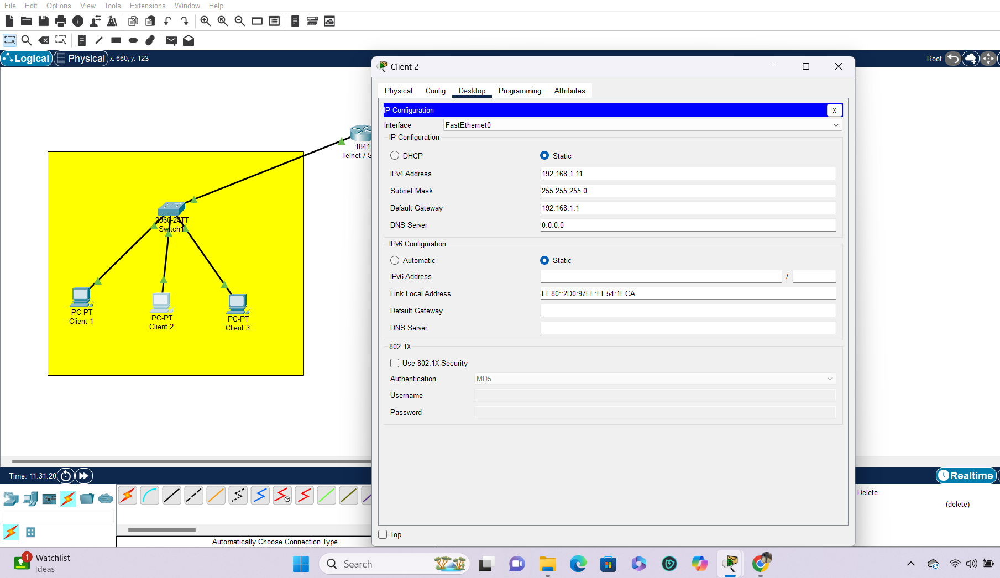 File Edit Options View Tools Extensions Window Help
Logical Physical x: 660, y: 123 Root
1841
Telnet / S
2960-24TT
Switch1
PC-PT
Client 1
PC-PT
Client 2
PC-PT
Client 3
Client 2
Physical Config Desktop Programming Attributes
IP Configuration X
Interface FastEthernet0
IP Configuration
DHCP Static
IPv4 Address 192.168.1.11
Subnet Mask 255.255.255.0
Default Gateway 192.168.1.1
DNS Server 0.0.0.0
IPv6 Configuration
Automatic Static
IPv6 Address /
Link Local Address FE80::2D0:97FF:FE54:1ECA
Default Gateway
DNS Server
802.1X
Use 802.1X Security
Authentication MD5
Username
Password
Top
Time: 11:31:20 Realtime
Delete
(delete)
Automatically Choose Connection Type
1 Watchlist
Ideas
Search